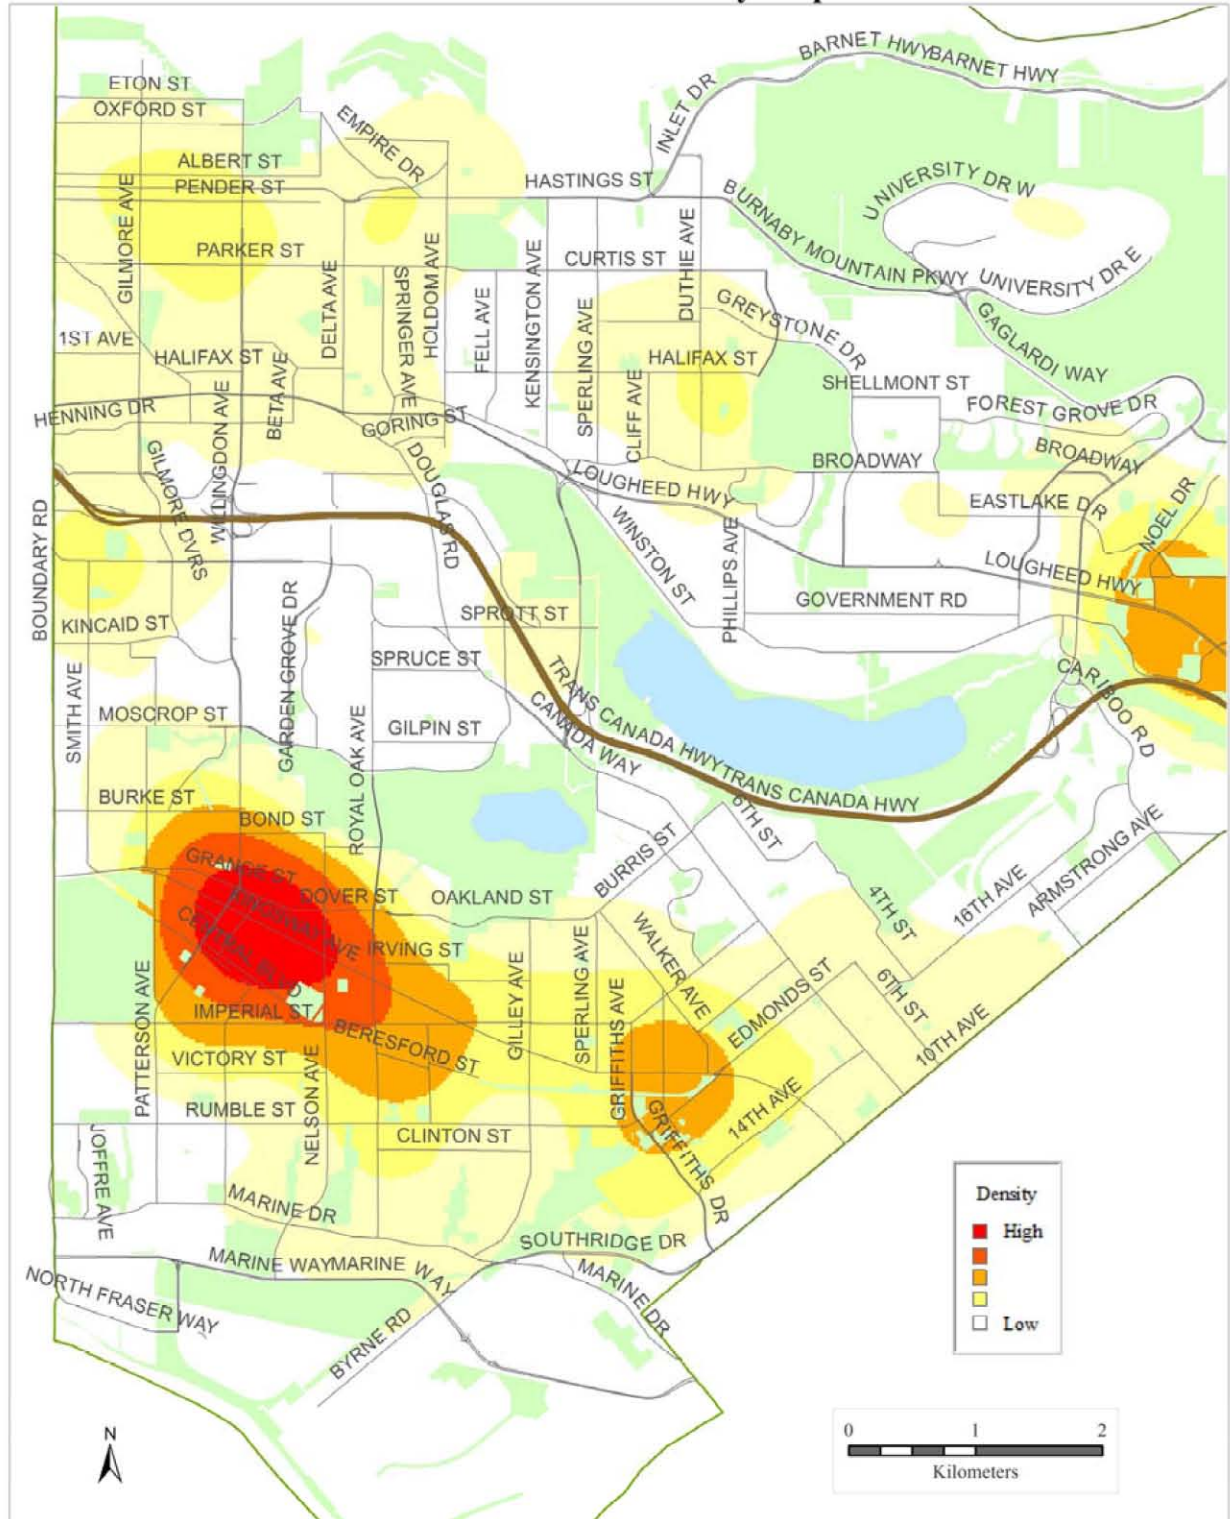 BARNET HWY
BARNET HWY
ETON ST
OXFORD ST
INLET DR
EMPIRE DR
ALBERT ST
PENDER ST
HASTINGS ST
UNIVERSITY DR W
BURNABY MOUNTAIN PKWY
GILMORE AVE
PARKER ST
CURTIS ST
DUTHIE AVE
UNIVERSITY DR E
DELTA AVE
SPRINGER AVE
HOLDOM AVE
FELL AVE
KENSINGTON AVE
SPERLING AVE
GREYSTONE DR
GAGLARDI WAY
1ST AVE
HALIFAX ST
BETA AVE
HALIFAX ST
CLIFF AVE
SHELLMONT ST
FOREST GROVE DR
HENNING DR
WILLINGDON AVE
GORING ST
BROADWAY
BROADWAY
GILMORE DVRS
DOUGLAS RD
LOUGHEED HWY
EASTLAKE DR
NOEL DR
BOUNDARY RD
WINSTON ST
PHILLIPS AVE
LOUGHEED HWY
GOVERNMENT RD
KINCAID ST
GARDEN GROVE DR
SPROTT ST
SPRUCE ST
SMITH AVE
MOSCROP ST
ROYAL OAK AVE
GILPIN ST
TRANS CANADA HWY
CANADA WAY
TRANS CANADA HWY
CARIBOO RD
BURKE ST
BOND ST
6TH ST
BURRIS ST
ARMSTRONG AVE
16TH AVE
4TH ST
GRANGE ST
DOVER ST
OAKLAND ST
KINGSWAY AVE
CENTRAL BLVD
IRVING ST
WALKER AVE
PATTERSON AVE
GILLEY AVE
SPERLING AVE
GRIFFITHS AVE
EDMONDS ST
6TH ST
10TH AVE
IMPERIAL ST
BERESFORD ST
VICTORY ST
NELSON AVE
RUMBLE ST
CLINTON ST
GRIFFITHS DR
14TH AVE
JOFFRE AVE
MARINE DR
SOUTHRIDGE DR
MARINE WAY
MARINE WAY
MARINE DR
NORTH FRASER WAY
BYRNE RD
Density
High
Low
N
0 1 2
Kilometers